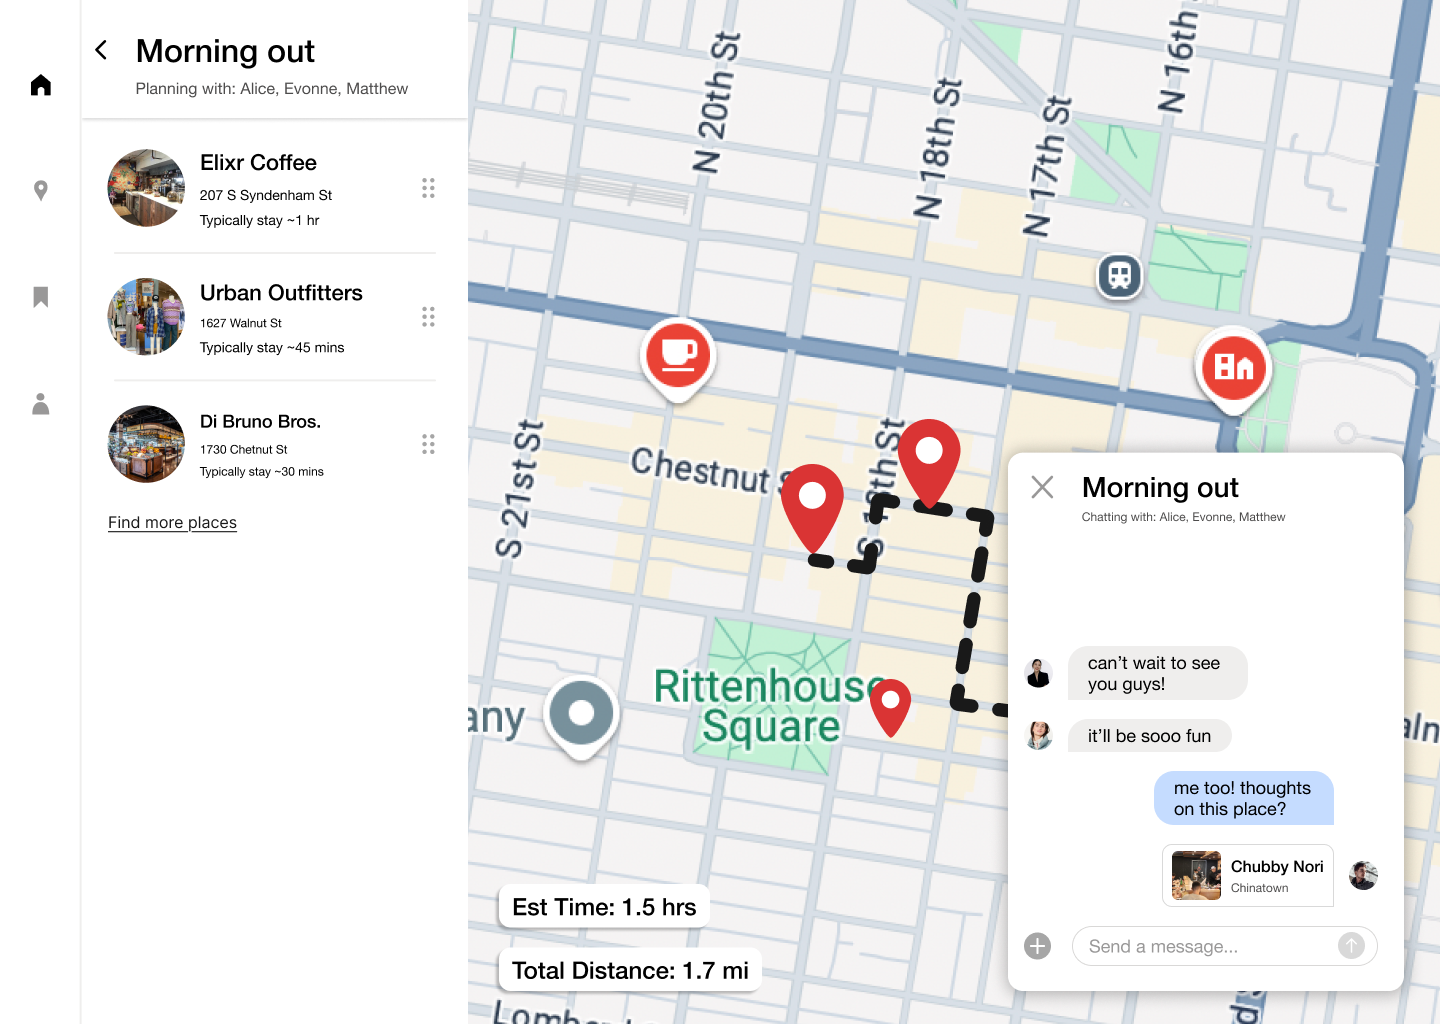 Morning out
Planning with: Alice, Evonne, Matthew
Elixr Coffee
207 S Syndenham St
Typically stay ~1 hr
Urban Outfitters
1627 Walnut St
Typically stay ~45 mins
Di Bruno Bros.
1730 Chetnut St
Typically stay ~30 mins
Find more places
N 20th St
N 18th St
N 17th St
N 16th
S 21st St
Chestnut S
S 18th St
Rittenhouse
Square
any
aln
Est Time: 1.5 hrs
Total Distance: 1.7 mi
Lombard
Morning out
Chatting with: Alice, Evonne, Matthew
can’t wait to see
you guys!
it’ll be sooo fun
me too! thoughts
on this place?
Chubby Nori
Chinatown
Send a message...